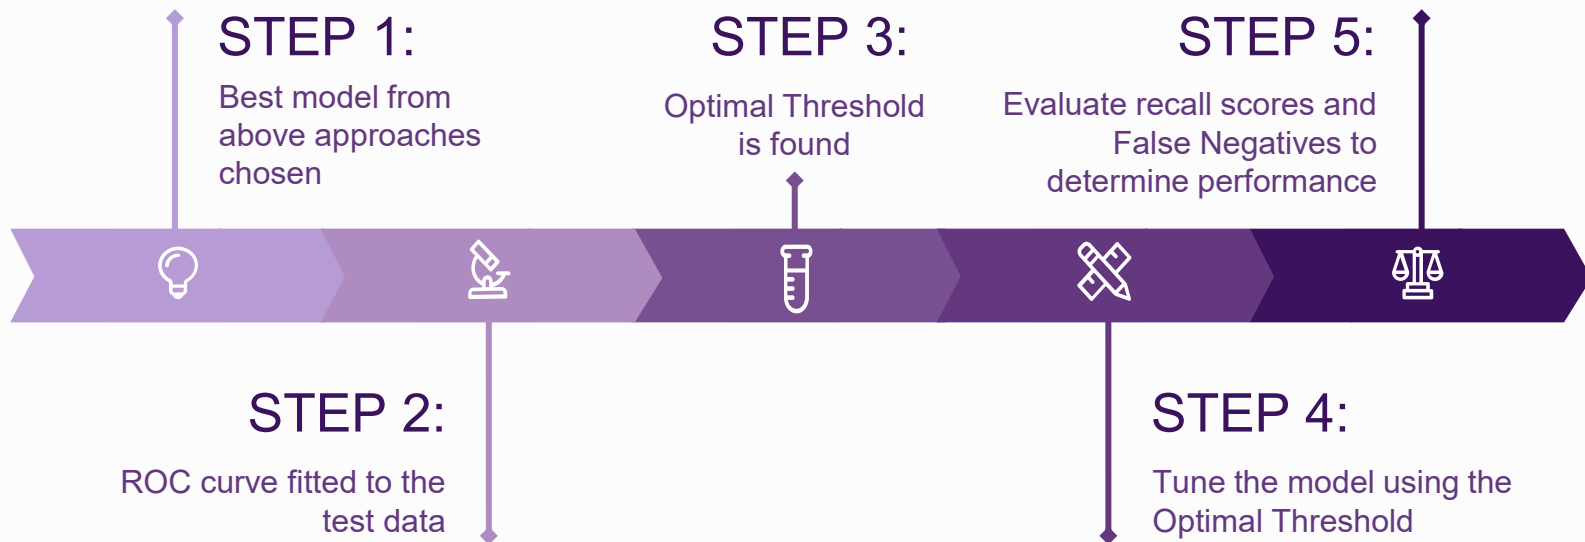 STEP 1:
Best model from
above approaches
chosen
STEP 2:
ROC curve fitted to the
test data
STEP 3:
Optimal Threshold
is found
STEP 4:
Tune the model using the
Optimal Threshold
STEP 5:
Evaluate recall scores and
False Negatives to
determine performance